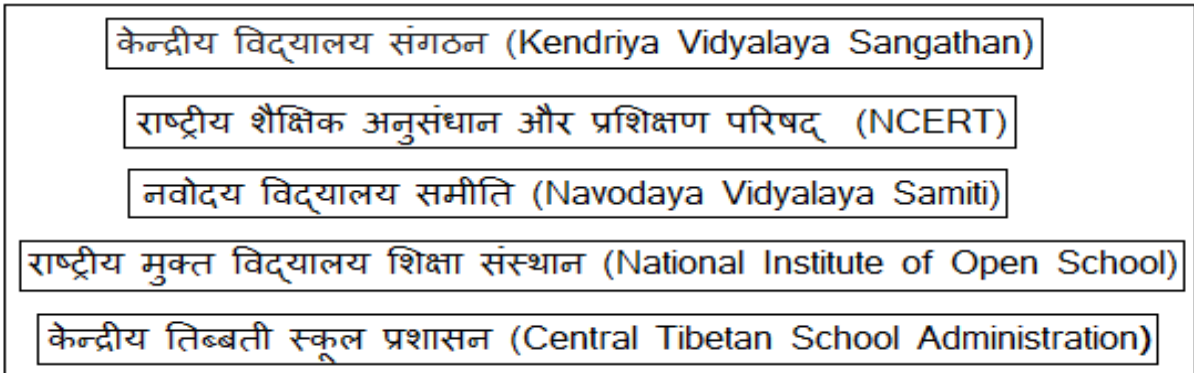 केन्द्रीय विद्यालय संगठन (Kendriya Vidyalaya Sangathan)
राष्ट्रीय शैक्षिक अनुसंधान और प्रशिक्षण परिषद् (NCERT)
नवोदय विद्यालय समीति (Navodaya Vidyalaya Samiti)
राष्ट्रीय मुक्त विद्यालय शिक्षा संस्थान (National Institute of Open School)
केन्द्रीय तिब्बती स्कूल प्रशासन (Central Tibetan School Administration)